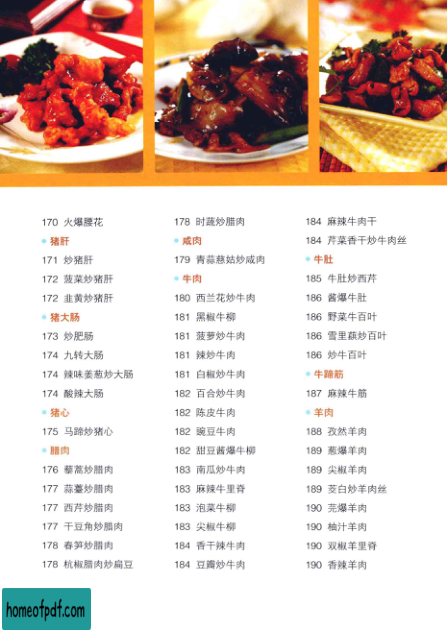 170 火爆腰花
猪肝
171 炒猪肝
172 菠菜炒猪肝
172 韭黄炒猪肝
猪大肠
173 炒肥肠
174 九转大肠
174 辣味姜葱炒大肠
174 酸辣大肠
猪心
175 马蹄炒猪心
腊肉
176 藜蒿炒腊肉
177 蒜薹炒腊肉
177 西芹炒腊肉
177 干豆角炒腊肉
178 春笋炒腊肉
178 杭椒腊肉炒扁豆
178 时蔬炒腊肉
咸肉
179 青蒜慈姑炒咸肉
牛肉
180 西兰花炒牛肉
181 黑椒牛柳
181 菠萝炒牛肉
181 辣炒牛肉
181 白椒炒牛肉
182 百合炒牛肉
182 陈皮牛肉
182 豌豆牛肉
182 甜豆酱爆牛柳
183 南瓜炒牛肉
183 麻辣牛里脊
183 泡菜牛柳
183 尖椒牛柳
184 香干辣牛肉
184 豆瓣炒牛肉
184 麻辣牛肉干
184 芹菜香干炒牛肉丝
牛肚
185 牛肚炒西芹
186 酱爆牛肚
186 野菜牛百叶
186 雪里蕻炒百叶
186 炒牛百叶
牛蹄筋
187 麻辣牛筋
羊肉
188 孜然羊肉
189 葱爆羊肉
189 尖椒羊肉
189 茭白炒羊肉丝
190 芫爆羊肉
190 柚汁羊肉
190 双椒羊里脊
190 香辣羊肉
homeofpdf.com